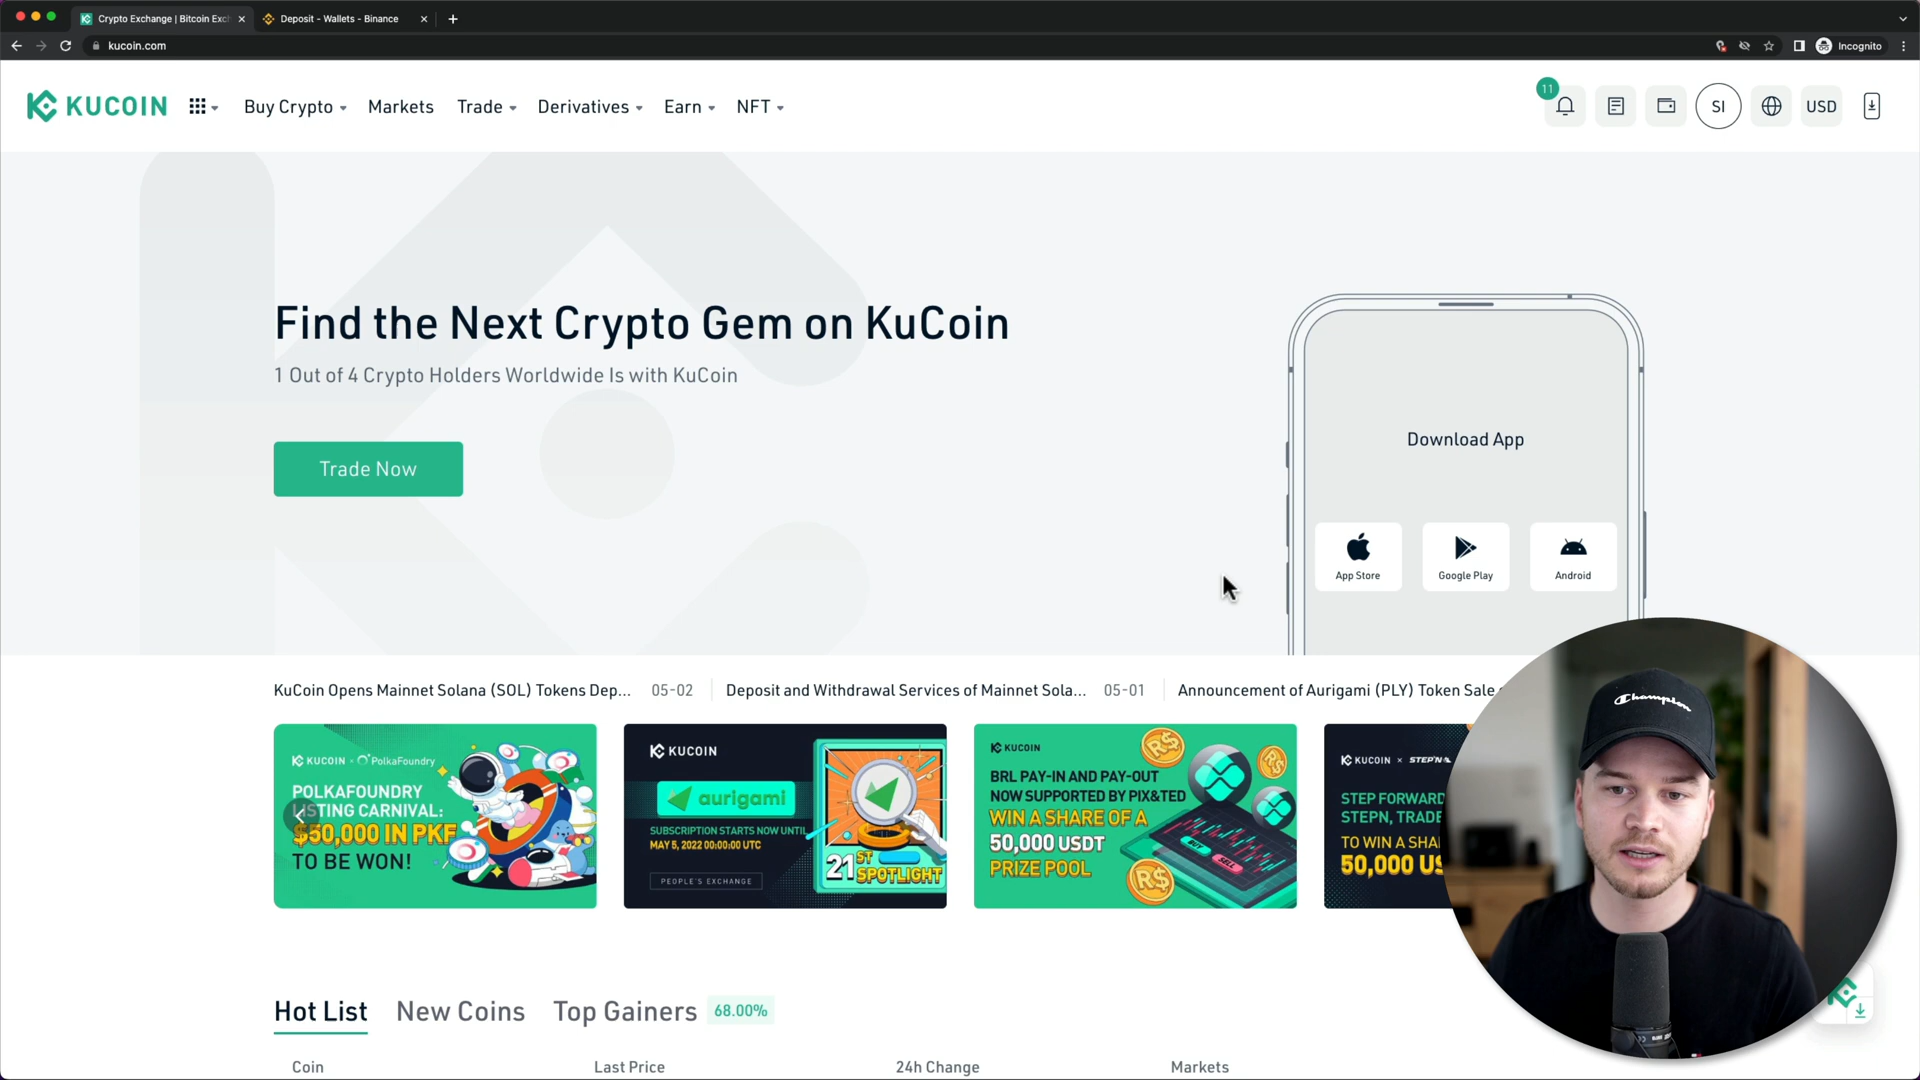 Crypto Exchange | Bitcoin Exc
Deposit - Wallets - Binance
kucoin.com
Incognito
KUCOIN
Buy Crypto
Markets
Trade
Derivatives
Earn
NFT
11
SI
USD
Find the Next Crypto Gem on KuCoin
1 Out of 4 Crypto Holders Worldwide Is with KuCoin
Trade Now
Download App
App Store
Google Play
Android
KuCoin Opens Mainnet Solana (SOL) Tokens Dep...
05-02
Deposit and Withdrawal Services of Mainnet Sola...
05-01
Announcement of Aurigami (PLY) Token Sale
KUCOIN × PolkaFoundry
POLKAFOUNDRY
LISTING CARNIVAL:
$50,000 IN PKF
TO BE WON!
KUCOIN
aurigami
SUBSCRIPTION STARTS NOW UNTIL
MAY 5, 2022 00:00:00 UTC
PEOPLE'S EXCHANGE
21ST
SPOTLIGHT
KUCOIN
BRL PAY-IN AND PAY-OUT
NOW SUPPORTED BY PIX&TED
WIN A SHARE OF A
50,000 USDT
PRIZE POOL
R$
R$
R$
BUY
SELL
KUCOIN × STEP'N
STEP FORWARD
STEPN, TRADE
TO WIN A SHA
50,000 US
Champion
Hot List
New Coins
Top Gainers
68.00%
Coin
Last Price
24h Change
Markets